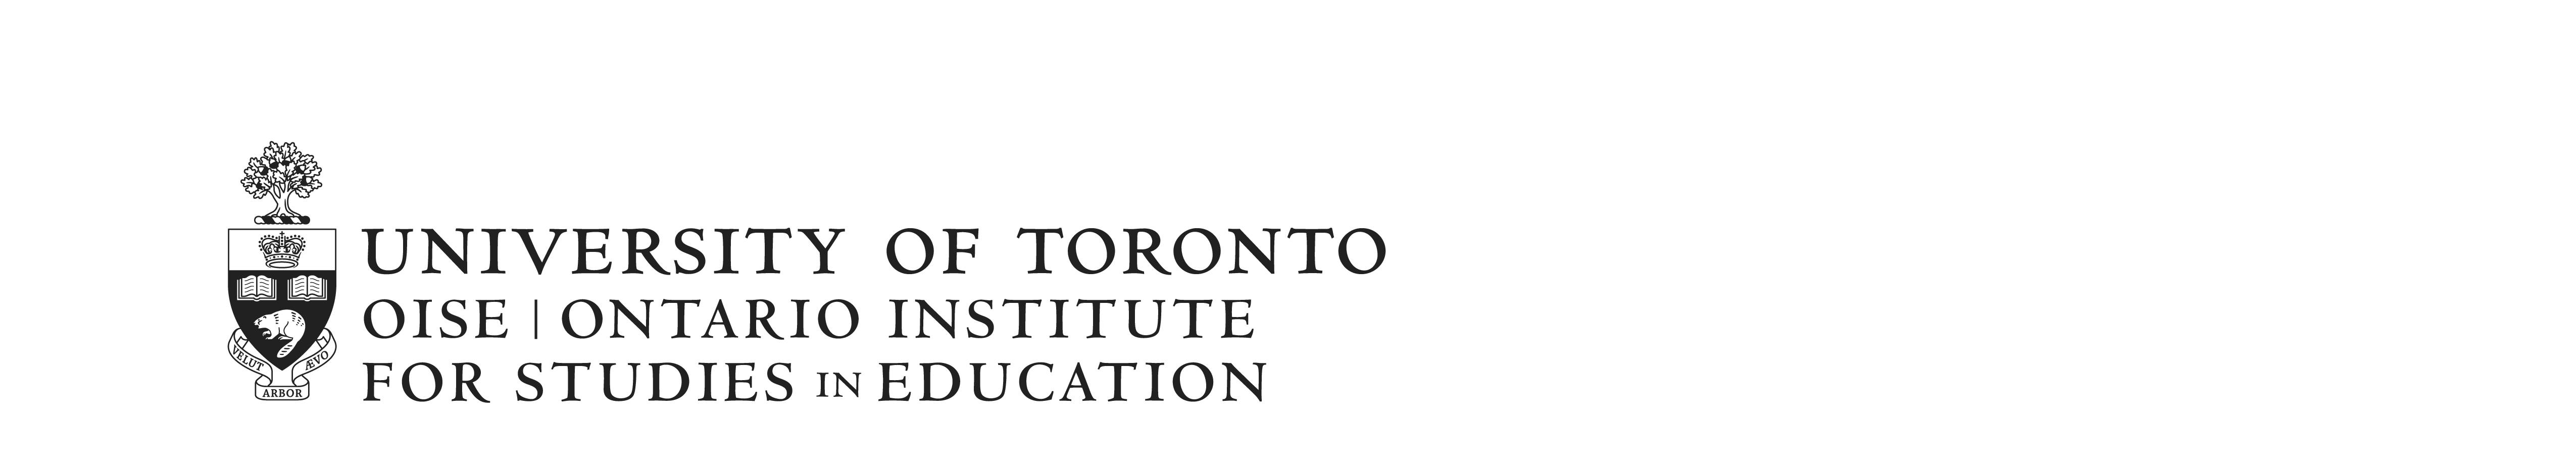 UNIVERSITY OF TORONTO
OISE | ONTARIO INSTITUTE
FOR STUDIES IN EDUCATION
VELUT ARBOR ÆVO